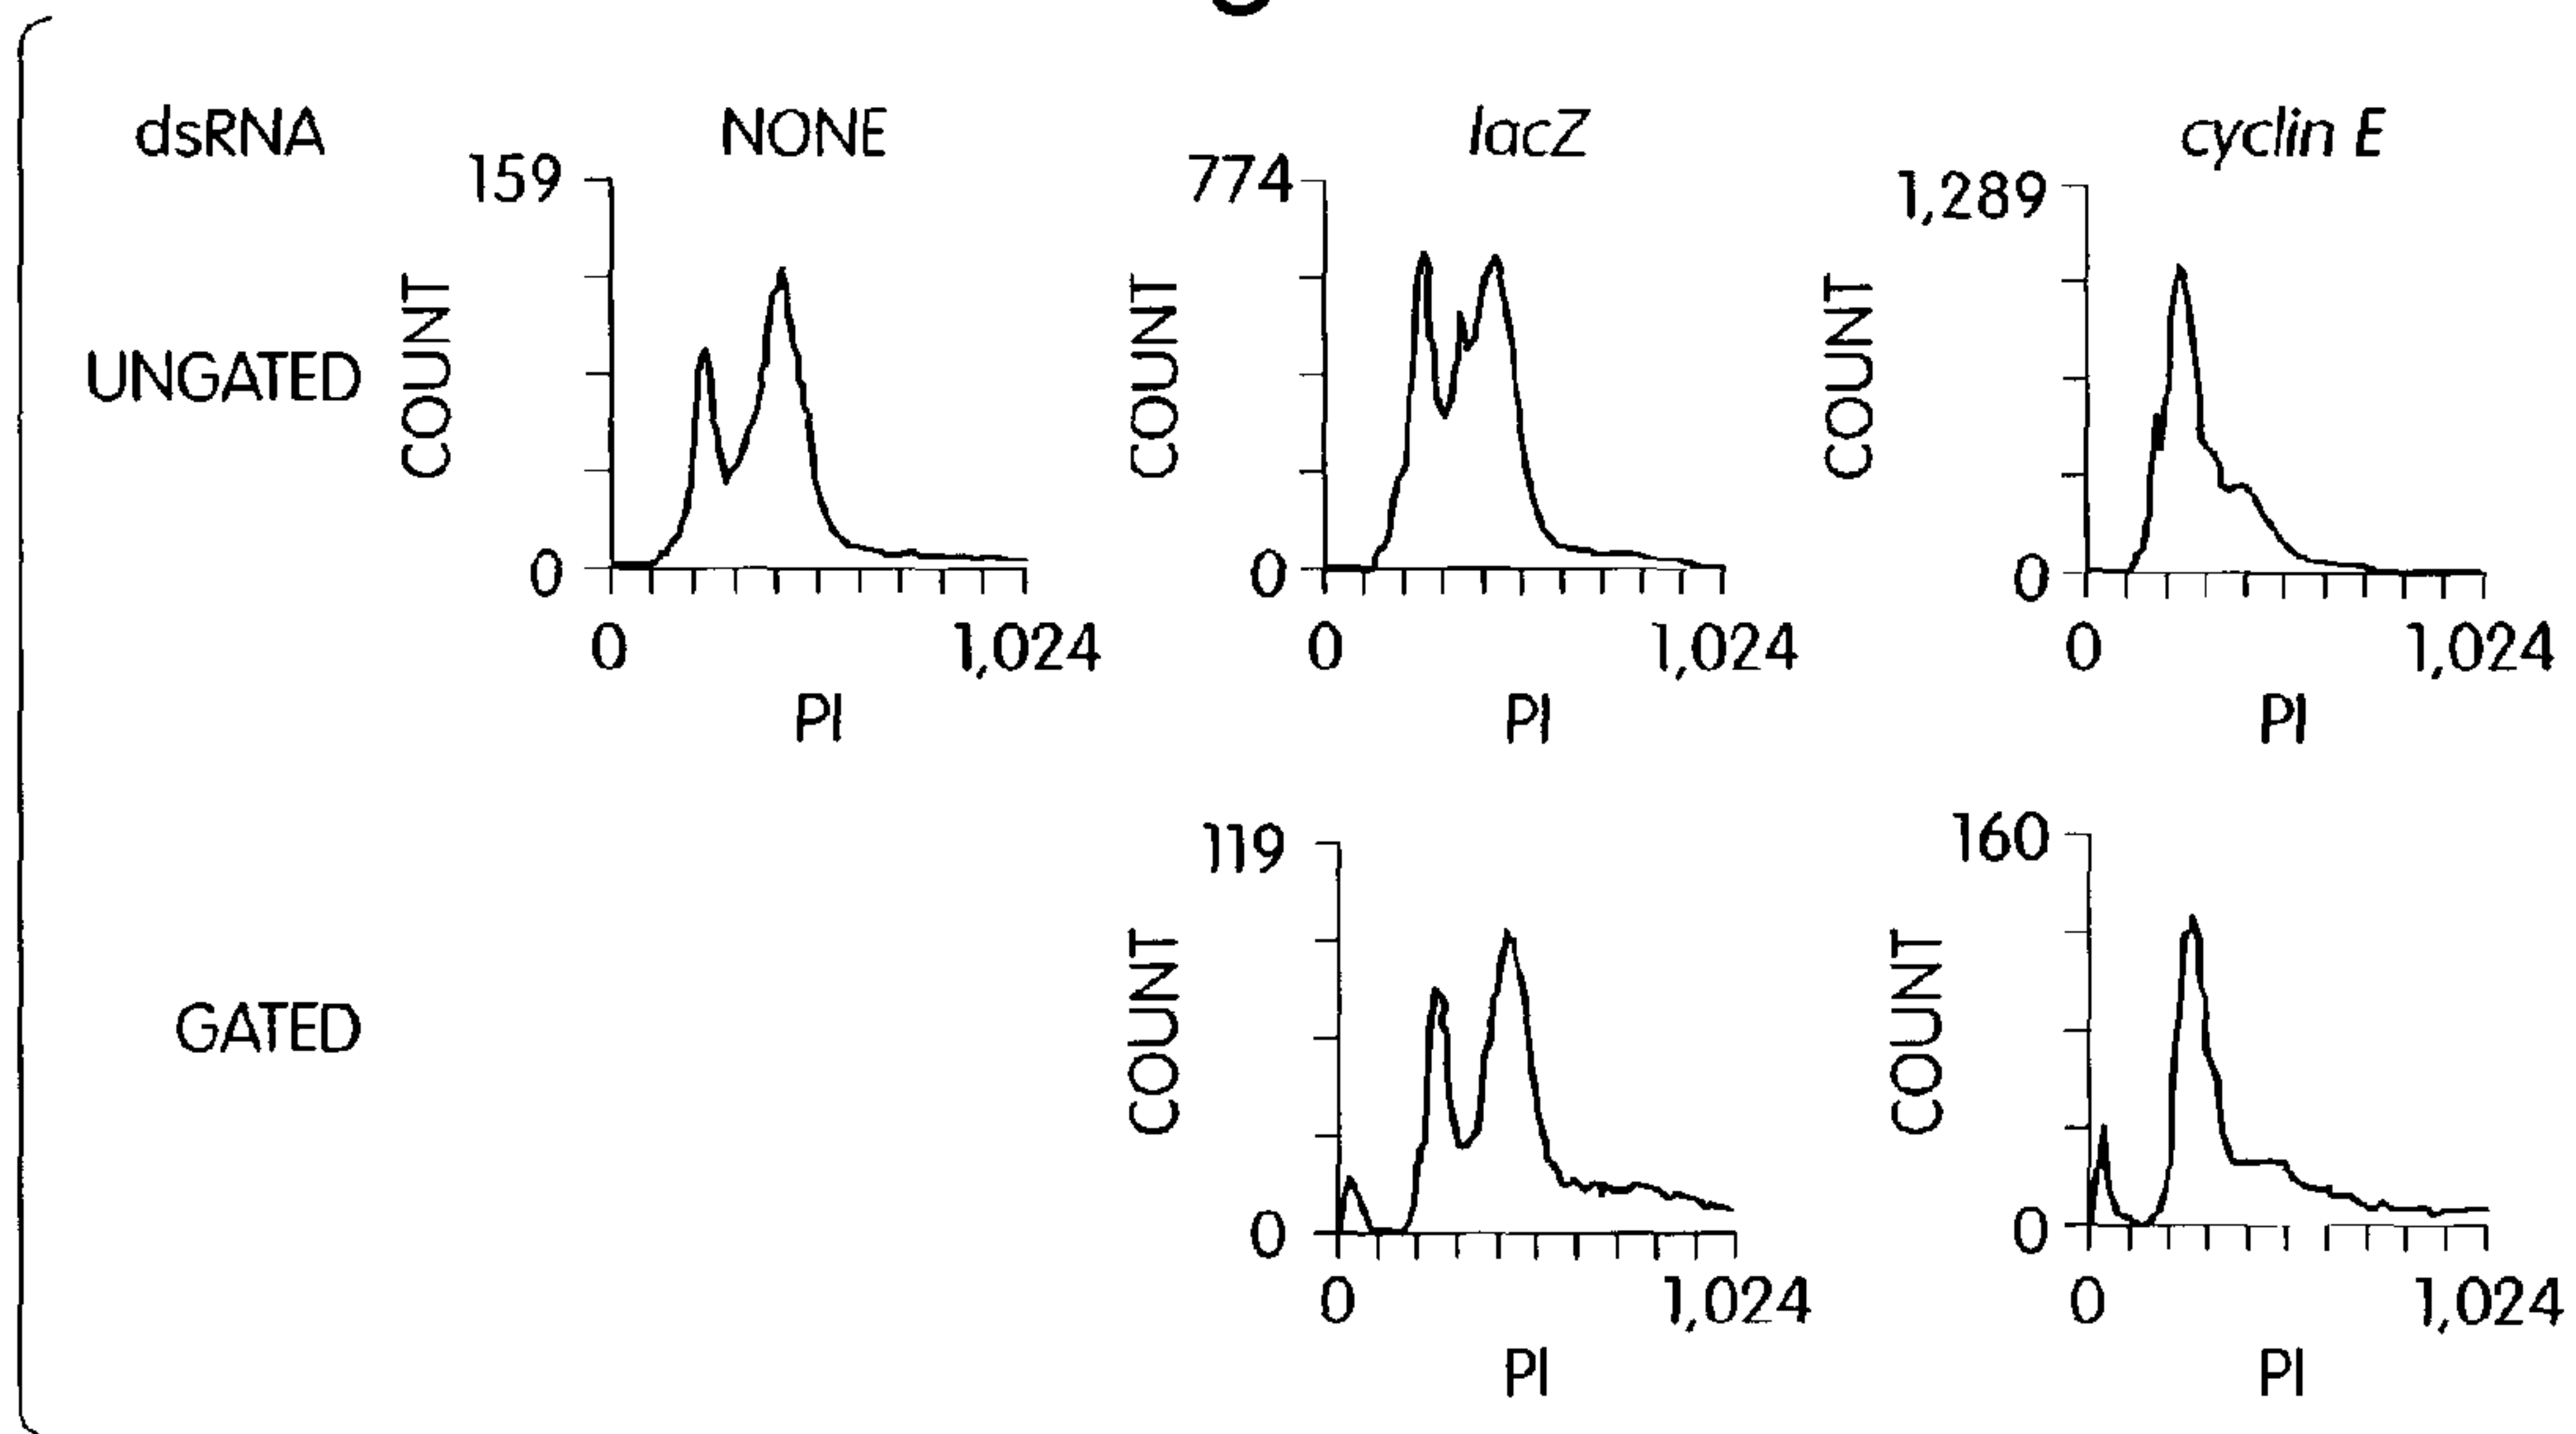 dsRNA NONE lacZ cyclin E
159 774 1,289
UNGATED COUNT COUNT COUNT
0 0 0
0 1,024 0 1,024 0 1,024
PI PI PI
119 160
GATED COUNT COUNT
0 0
0 1,024 0 1,024
PI PI